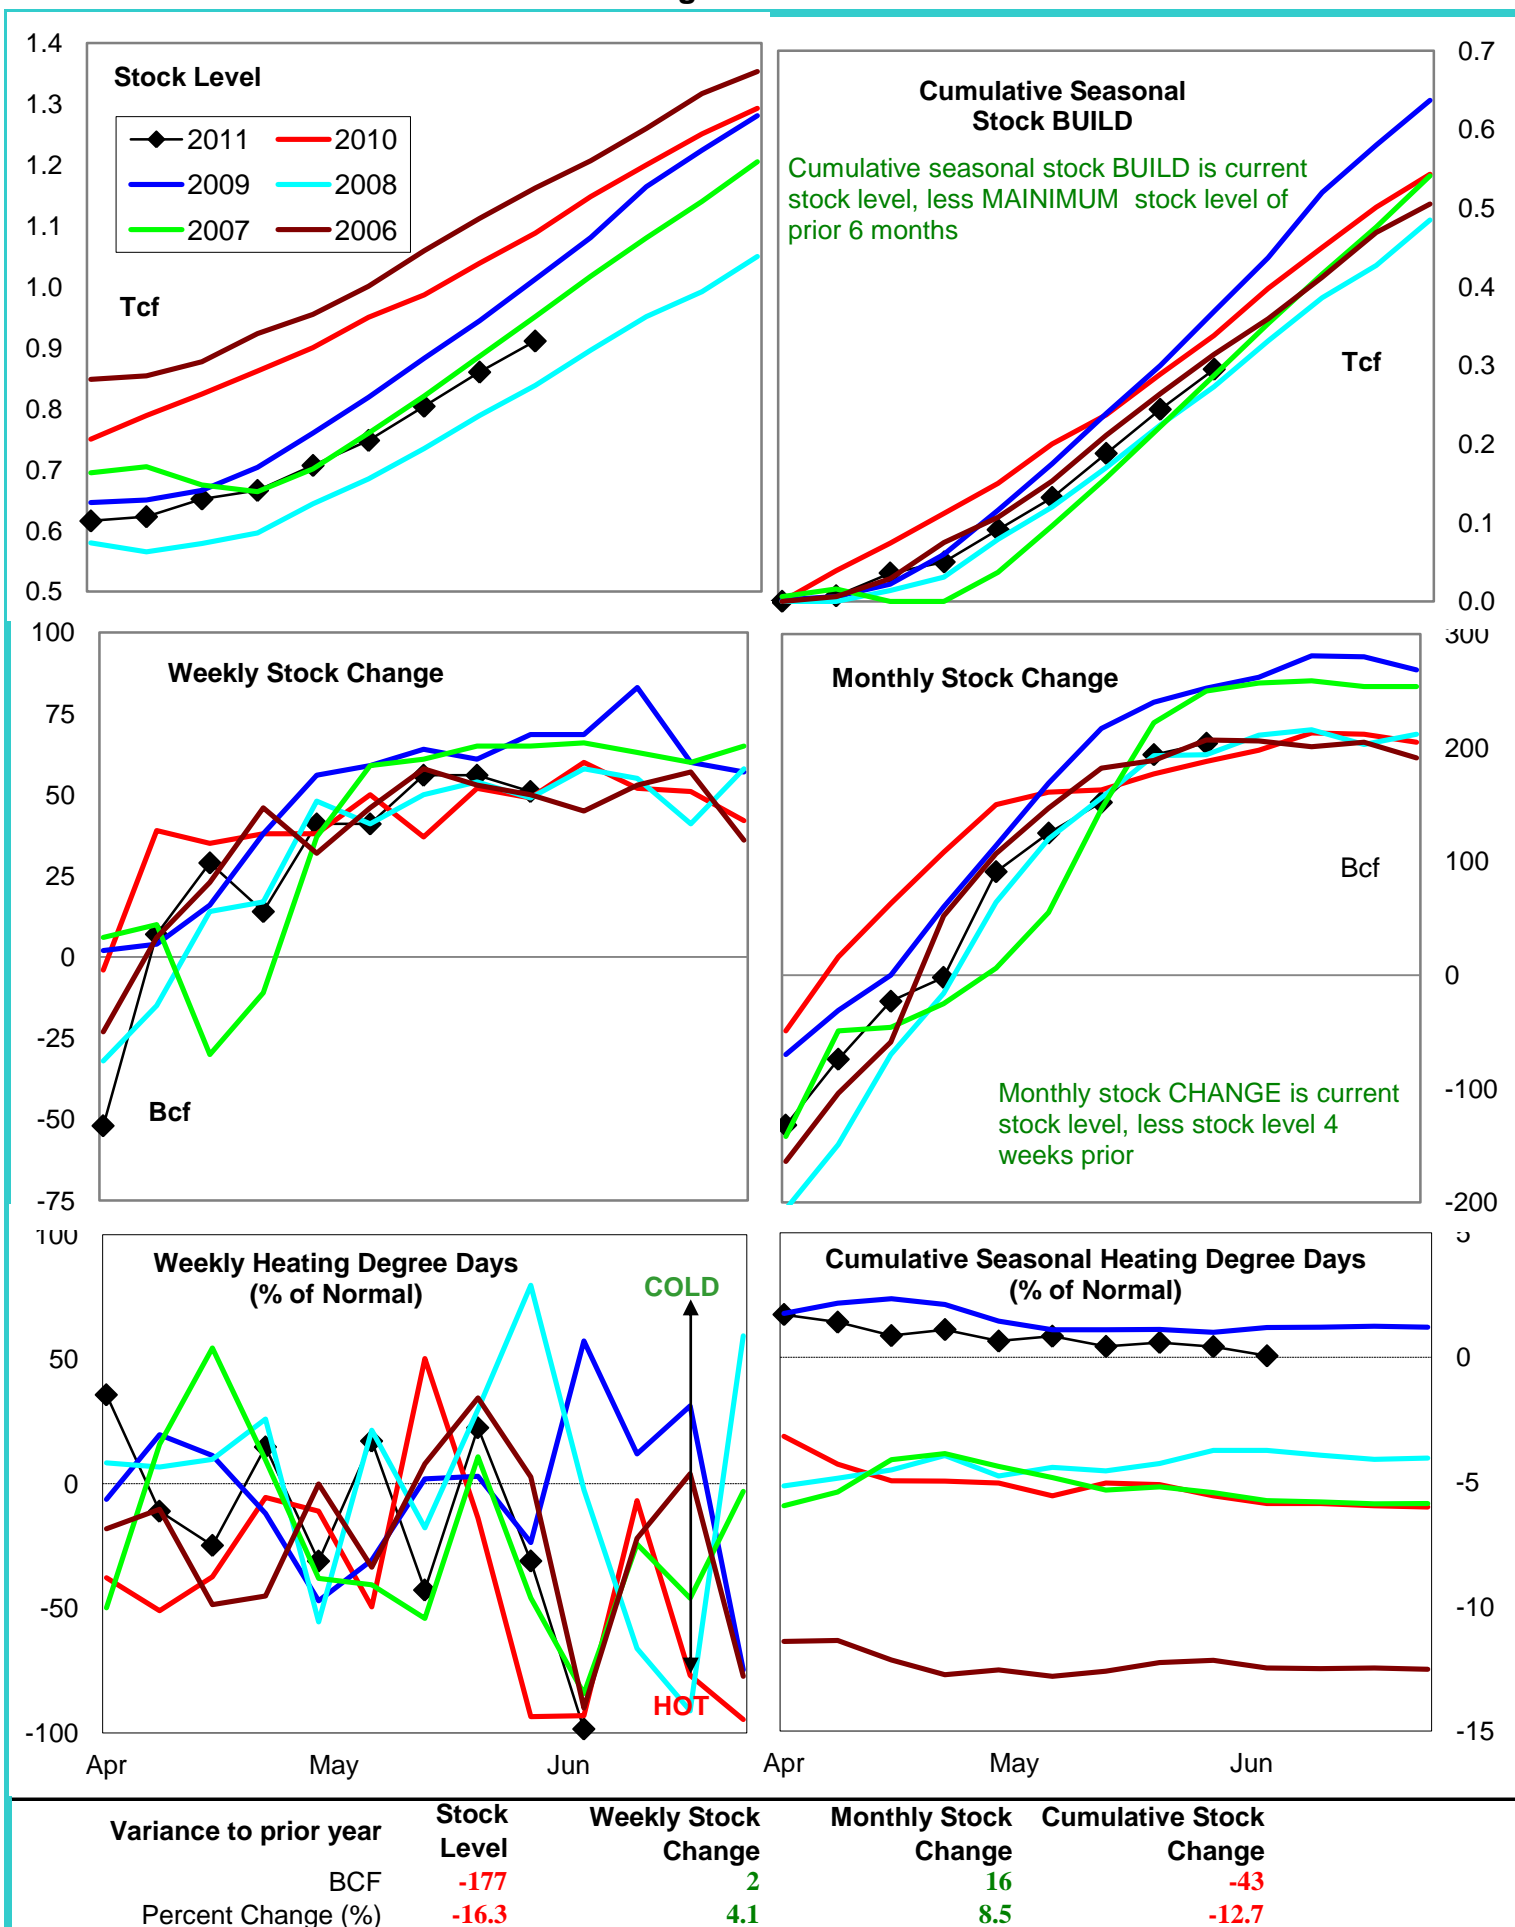 1.4
1.3
1.2
1.1
1.0
0.9
0.8
0.7
0.6
0.5
Stock Level
2011 2010
2009 2008
2007 2006
Tcf
Cumulative Seasonal
Stock BUILD
Cumulative seasonal stock BUILD is current
stock level, less MAINIMUM stock level of
prior 6 months
Tcf
0.7
0.6
0.5
0.4
0.3
0.2
0.1
0.0
100
75
50
25
0
-25
-50
-75
Weekly Stock Change
Bcf
Monthly Stock Change
Bcf
Monthly stock CHANGE is current
stock level, less stock level 4
weeks prior
300
200
100
0
-100
-200
100
50
0
-50
-100
Weekly Heating Degree Days
(% of Normal)
COLD
HOT
Apr May Jun
Cumulative Seasonal Heating Degree Days
(% of Normal)
5
0
-5
-10
-15
Apr May Jun
Variance to prior year
Stock
Level
Weekly Stock
Change
Monthly Stock
Change
Cumulative Stock
Change
BCF -177 2 16 -43
Percent Change (%) -16.3 4.1 8.5 -12.7